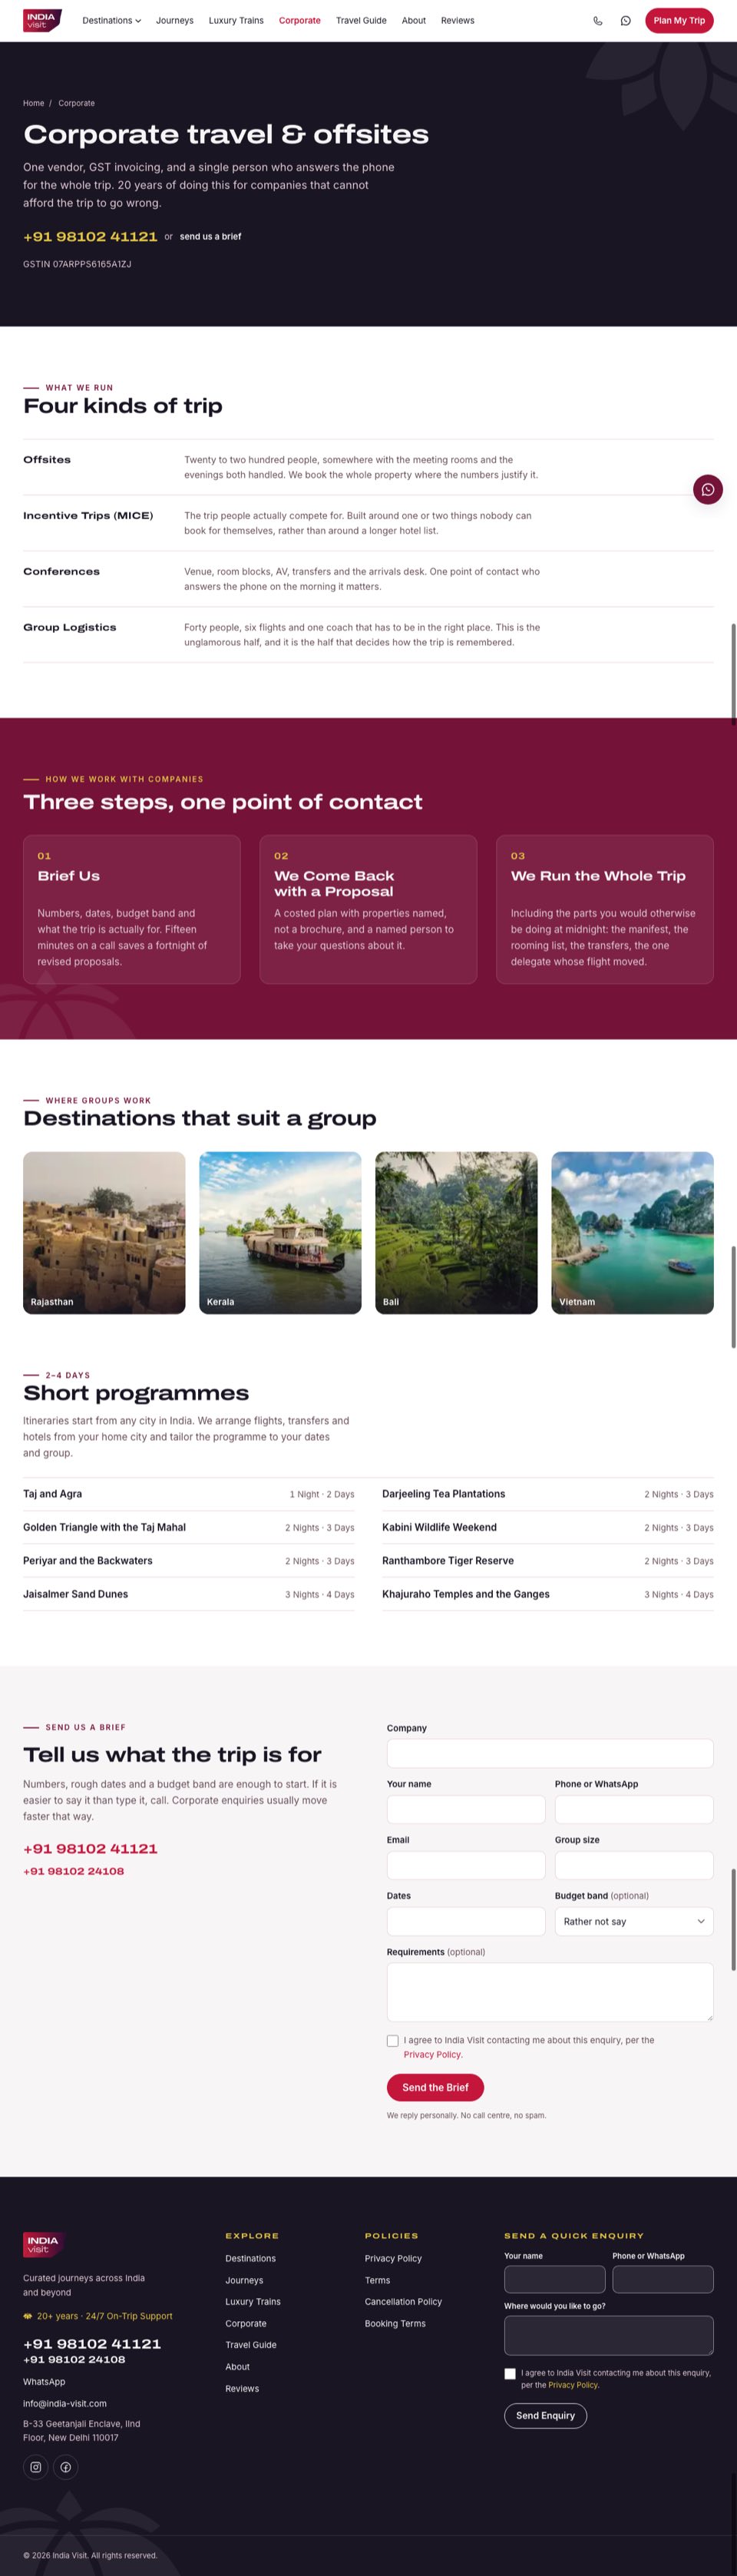 INDIA
visit
Destinations
Journeys
Luxury Trains
Corporate
Travel Guide
About
Reviews
Plan My Trip
Home / Corporate
Corporate travel & offsites
One vendor, GST invoicing, and a single person who answers the phone
for the whole trip. 20 years of doing this for companies that cannot
afford the trip to go wrong.
+91 98102 41121 or send us a brief
GSTIN 07ARPPS6165A1ZJ
WHAT WE RUN
Four kinds of trip
Offsites
Twenty to two hundred people, somewhere with the meeting rooms and the
evenings both handled. We book the whole property where the numbers justify it.
Incentive Trips (MICE)
The trip people actually compete for. Built around one or two things nobody can
book for themselves, rather than around a longer hotel list.
Conferences
Venue, room blocks, AV, transfers and the arrivals desk. One point of contact who
answers the phone on the morning it matters.
Group Logistics
Forty people, six flights and one coach that has to be in the right place. This is the
unglamorous half, and it is the half that decides how the trip is remembered.
HOW WE WORK WITH COMPANIES
Three steps, one point of contact
01
Brief Us
Numbers, dates, budget band and
what the trip is actually for. Fifteen
minutes on a call saves a fortnight of
revised proposals.
02
We Come Back
with a Proposal
A costed plan with properties named,
not a brochure, and a named person to
take your questions about it.
03
We Run the Whole Trip
Including the parts you would otherwise
be doing at midnight: the manifest, the
rooming list, the transfers, the one
delegate whose flight moved.
WHERE GROUPS WORK
Destinations that suit a group
Rajasthan
Kerala
Bali
Vietnam
2–4 DAYS
Short programmes
Itineraries start from any city in India. We arrange flights, transfers and
hotels from your home city and tailor the programme to your dates
and group.
Taj and Agra 1 Night · 2 Days
Darjeeling Tea Plantations 2 Nights · 3 Days
Golden Triangle with the Taj Mahal 2 Nights · 3 Days
Kabini Wildlife Weekend 2 Nights · 3 Days
Periyar and the Backwaters 2 Nights · 3 Days
Ranthambore Tiger Reserve 2 Nights · 3 Days
Jaisalmer Sand Dunes 3 Nights · 4 Days
Khajuraho Temples and the Ganges 3 Nights · 4 Days
SEND US A BRIEF
Tell us what the trip is for
Numbers, rough dates and a budget band are enough to start. If it is
easier to say it than type it, call. Corporate enquiries usually move
faster that way.
+91 98102 41121
+91 98102 24108
Company
Your name
Phone or WhatsApp
Email
Group size
Dates
Budget band (optional)
Rather not say
Requirements (optional)
I agree to India Visit contacting me about this enquiry, per the
Privacy Policy.
Send the Brief
We reply personally. No call centre, no spam.
INDIA
visit
Curated journeys across India
and beyond
20+ years · 24/7 On-Trip Support
+91 98102 41121
+91 98102 24108
WhatsApp
info@india-visit.com
B-33 Geetanjali Enclave, IInd
Floor, New Delhi 110017
EXPLORE
Destinations
Journeys
Luxury Trains
Corporate
Travel Guide
About
Reviews
POLICIES
Privacy Policy
Terms
Cancellation Policy
Booking Terms
SEND A QUICK ENQUIRY
Your name
Phone or WhatsApp
Where would you like to go?
I agree to India Visit contacting me about this enquiry,
per the Privacy Policy.
Send Enquiry
© 2026 India Visit. All rights reserved.